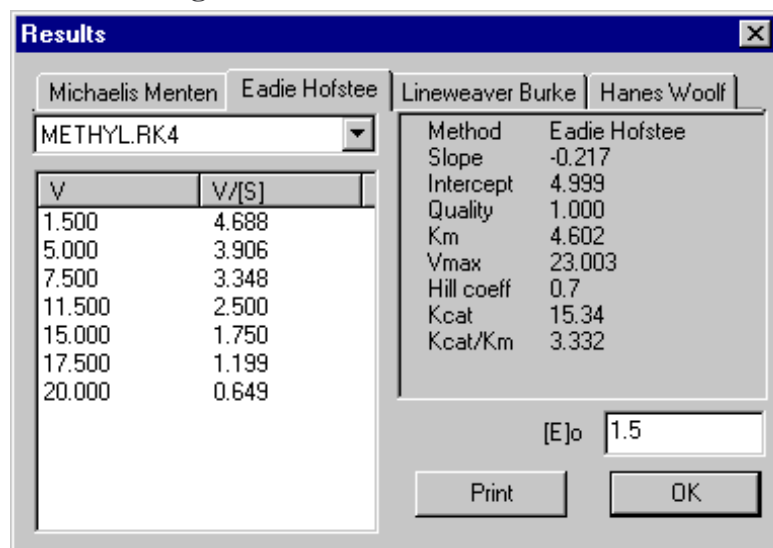 Results
Michaelis Menten Eadie Hofstee Lineweaver Burke Hanes Woolf
METHYL.RK4
V V/[S]
1.500 4.688
5.000 3.906
7.500 3.348
11.500 2.500
15.000 1.750
17.500 1.199
20.000 0.649
Method Eadie Hofstee
Slope -0.217
Intercept 4.999
Quality 1.000
Km 4.602
Vmax 23.003
Hill coeff 0.7
Kcat 15.34
Kcat/Km 3.332
[E]o 1.5
Print OK